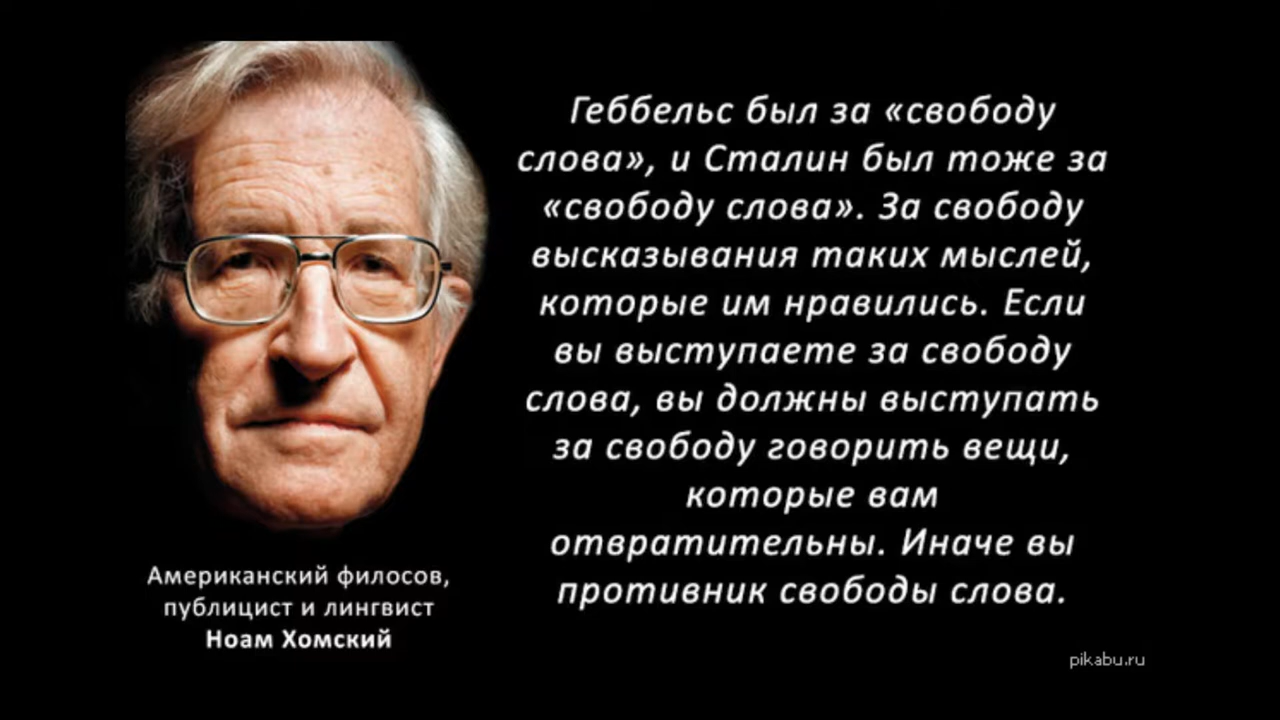 Геббельс был за «свободу
слова», и Сталин был тоже за
«свободу слова». За свободу
высказывания таких мыслей,
которые им нравились. Если
вы выступаете за свободу
слова, вы должны выступать
за свободу говорить вещи,
которые вам
отвратительны. Иначе вы
противник свободы слова.
Американский филосов,
публицист и лингвист
Ноам Хомский
pikabu.ru